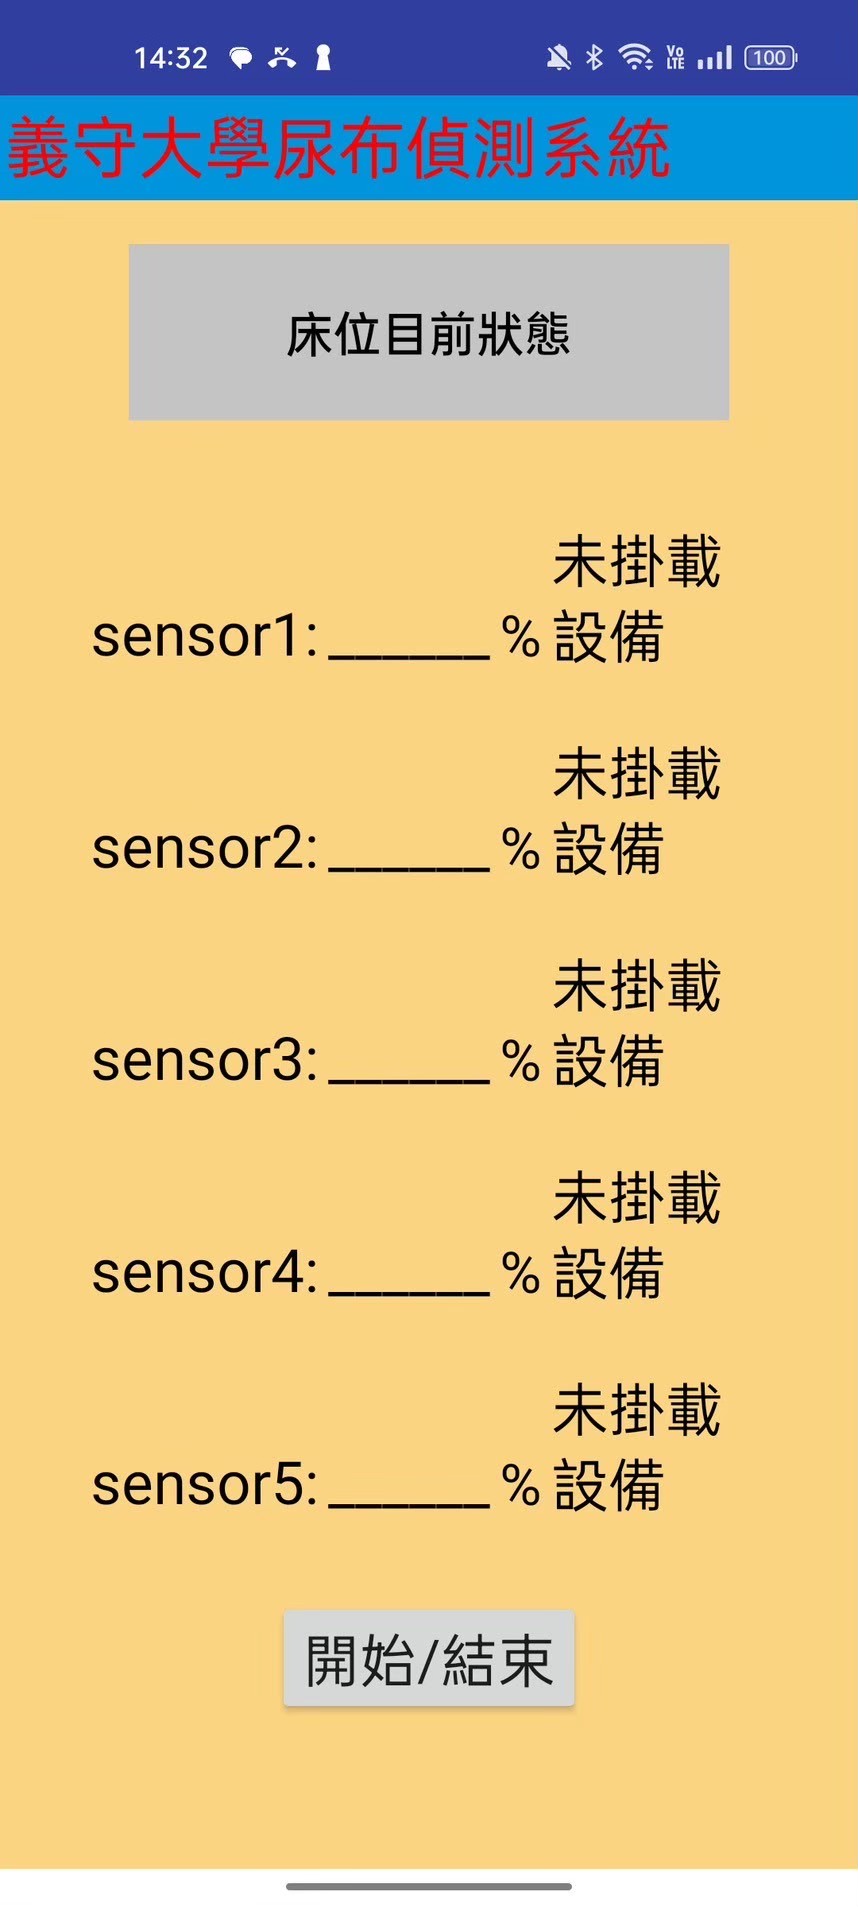 14:32
VO
LTE
100
義守大學尿布偵測系統
床位目前狀態
未掛載
sensor1:______% 設備
未掛載
sensor2:______% 設備
未掛載
sensor3:______% 設備
未掛載
sensor4:______% 設備
未掛載
sensor5:______% 設備
開始/結束